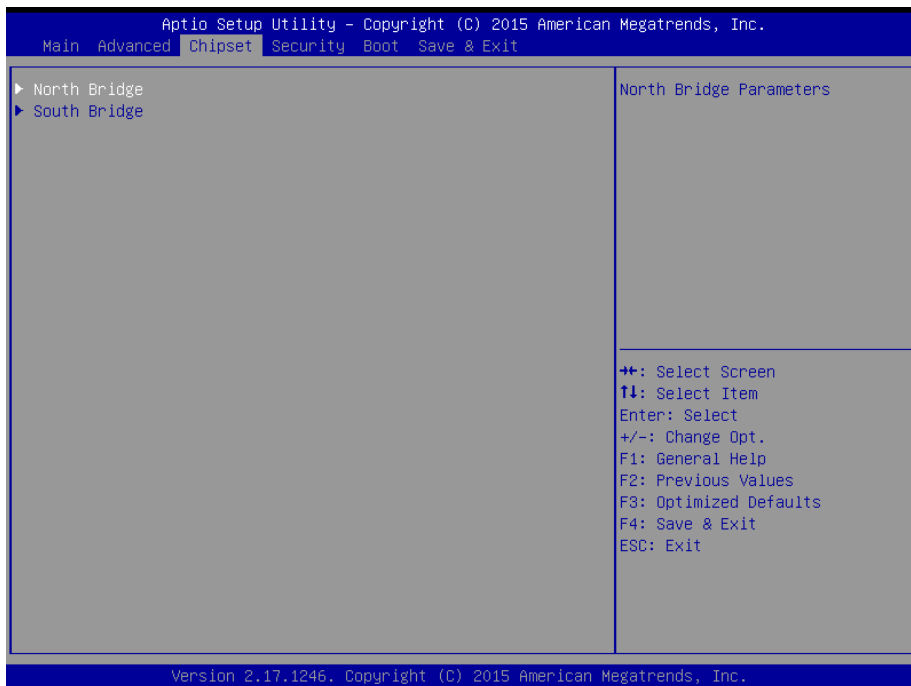 Aptio Setup Utility – Copyright (C) 2015 American Megatrends, Inc.
Main Advanced Chipset Security Boot Save & Exit
▶ North Bridge
▶ South Bridge
North Bridge Parameters
→←: Select Screen
↑↓: Select Item
Enter: Select
+/-: Change Opt.
F1: General Help
F2: Previous Values
F3: Optimized Defaults
F4: Save & Exit
ESC: Exit
Version 2.17.1246. Copyright (C) 2015 American Megatrends, Inc.